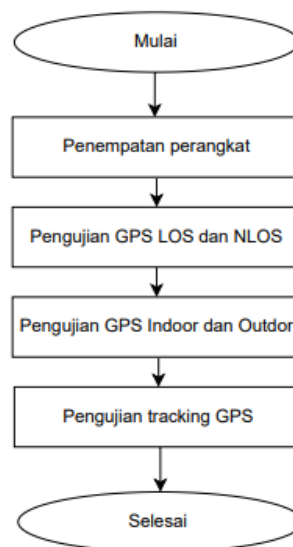 Mulai
Penempatan perangkat
Pengujian GPS LOS dan NLOS
Pengujian GPS Indoor dan Outdor
Pengujian tracking GPS
Selesai